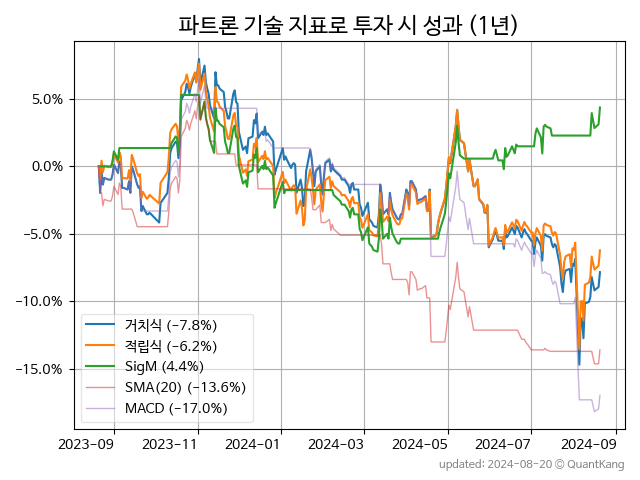 파트론 기술 지표로 투자 시 성과 (1년)
5.0%
0.0%
−5.0%
−10.0%
−15.0%
거치식 (−7.8%)
적립식 (−6.2%)
SigM (4.4%)
SMA(20) (−13.6%)
MACD (−17.0%)
2023-09 2023-11 2024-01 2024-03 2024-05 2024-07 2024-09
updated: 2024-08-20 © QuantKang